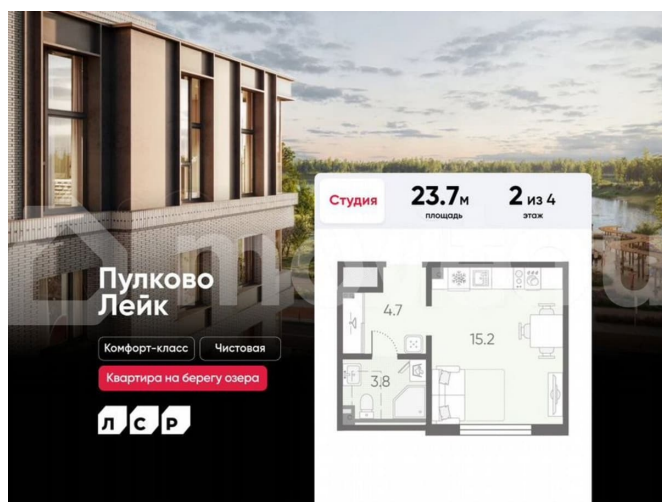 Студия
23.7м
площадь
2 из 4
этаж
Пулково
Лейк
Комфорт-класс
Чистовая
Квартира на берегу озера
ЛСР
4.7
15.2
3.8